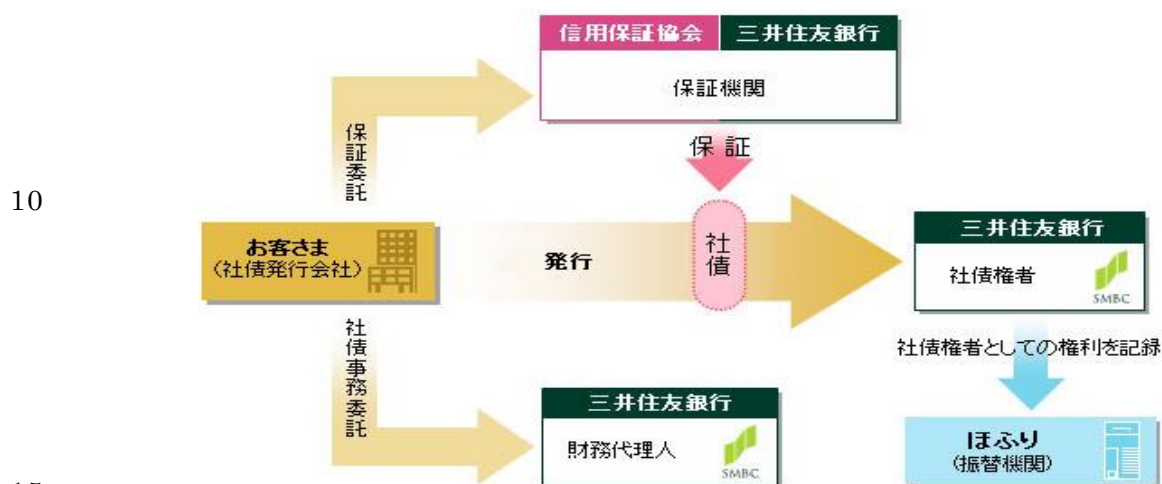 信用保証協会 三井住友銀行
保証機関
保証委託
保証
10
お客さま
(社債発行会社)
発行
社債
三井住友銀行
社債権者
SMBC
社債権者としての権利を記録
社債事務委託
三井住友銀行
財務代理人
SMBC
ほふり
(振替機関)